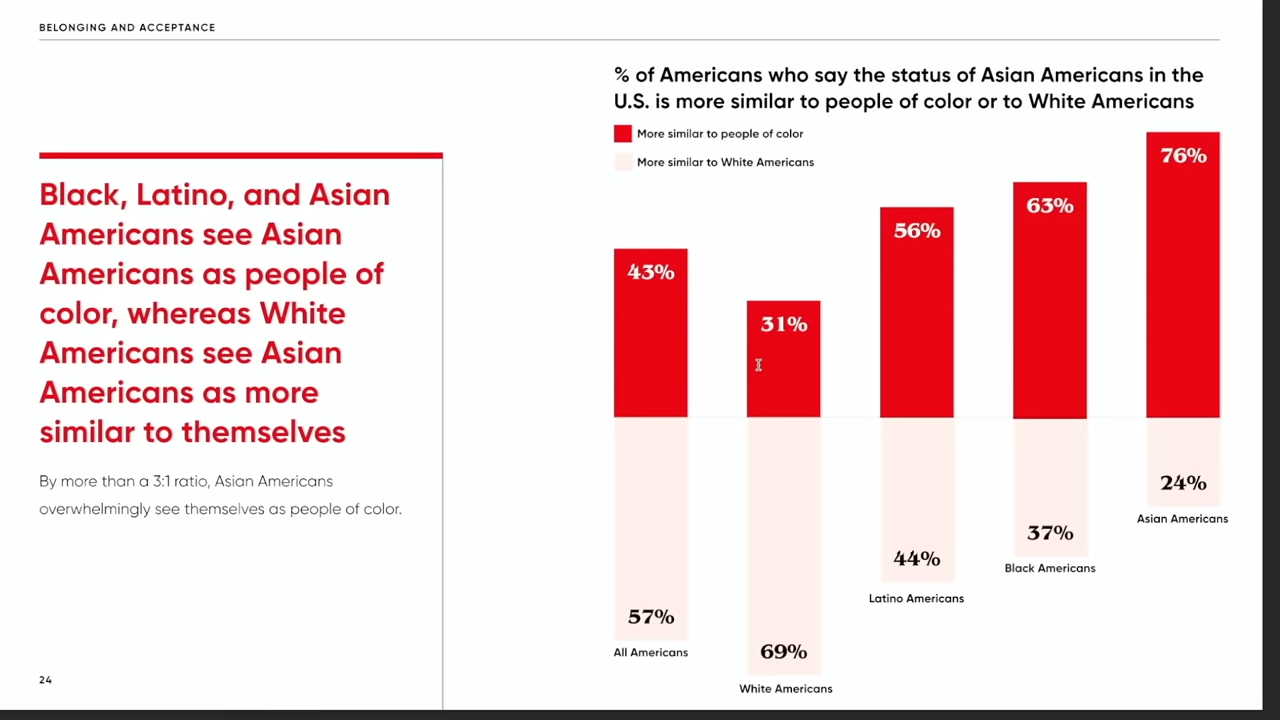 BELONGING AND ACCEPTANCE
Black, Latino, and Asian
Americans see Asian
Americans as people of
color, whereas White
Americans see Asian
Americans as more
similar to themselves
By more than a 3:1 ratio, Asian Americans
overwhelmingly see themselves as people of color.
24
% of Americans who say the status of Asian Americans in the
U.S. is more similar to people of color or to White Americans
More similar to people of color
More similar to White Americans
43%
57%
All Americans
31%
69%
White Americans
56%
44%
Latino Americans
63%
37%
Black Americans
76%
24%
Asian Americans